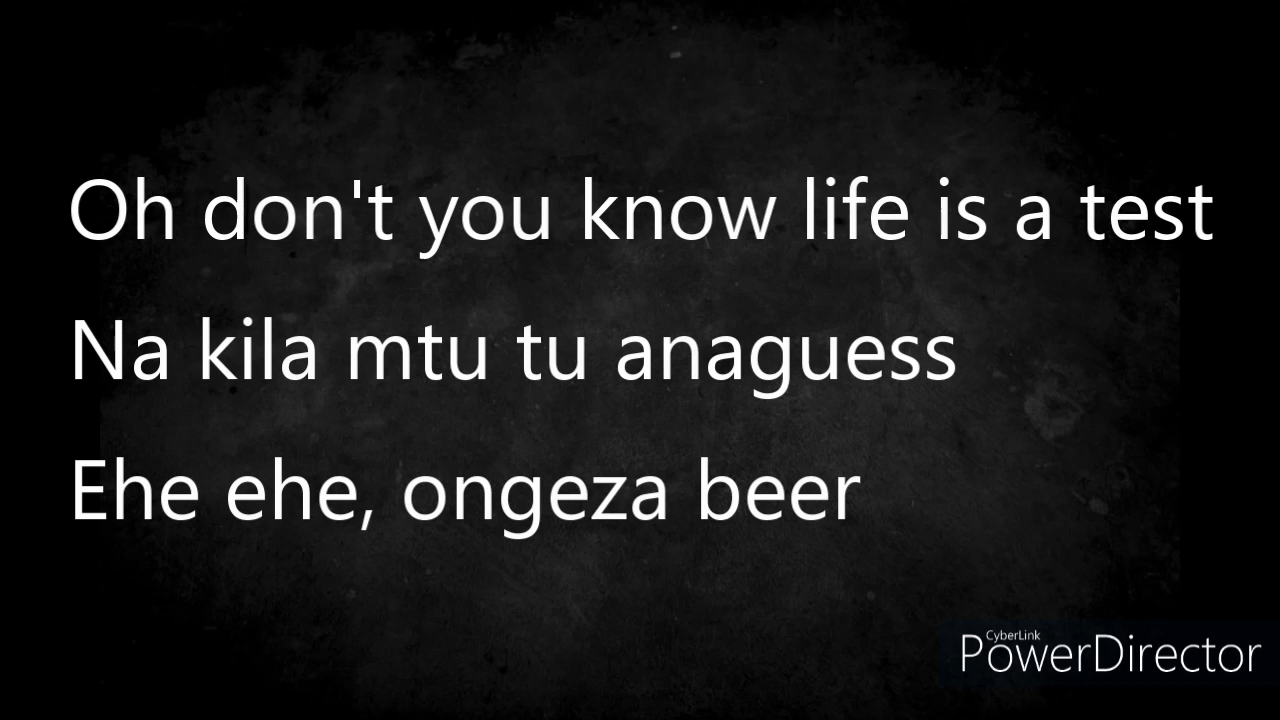 Oh don't you know life is a test
Na kila mtu tu anaguess
Ehe ehe, ongeza beer
CyberLink
PowerDirector